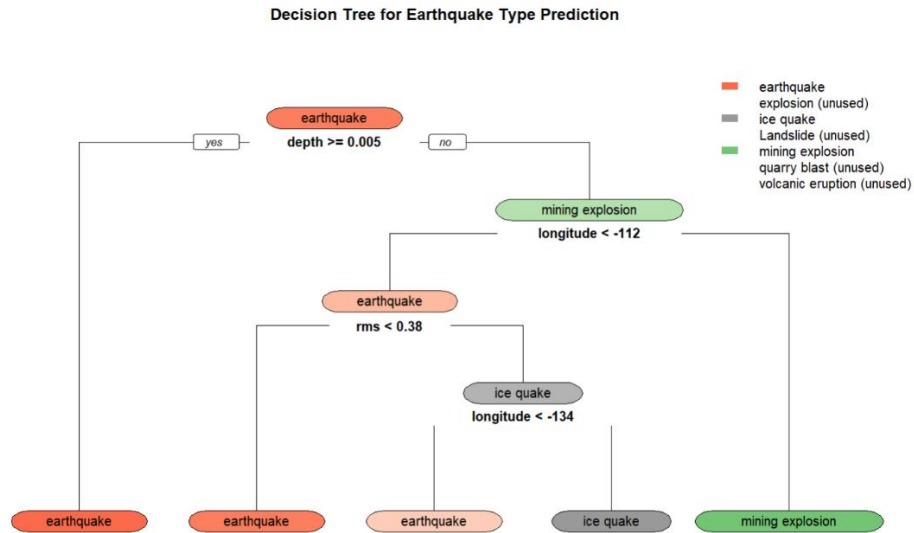 Decision Tree for Earthquake Type Prediction
earthquake
explosion (unused)
ice quake
Landslide (unused)
mining explosion
quarry blast (unused)
volcanic eruption (unused)
earthquake
yes
depth >= 0.005
no
mining explosion
longitude < -112
earthquake
rms < 0.38
ice quake
longitude < -134
earthquake
earthquake
earthquake
ice quake
mining explosion